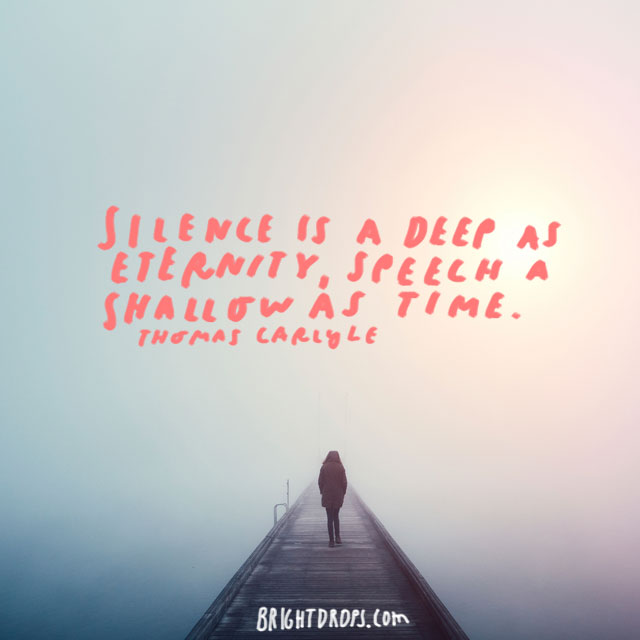 SILENCE IS A DEEP AS
ETERNITY, SPEECH A
SHALLOW AS TIME.
THOMAS CARLYLE
BRIGHTDROPS.COM